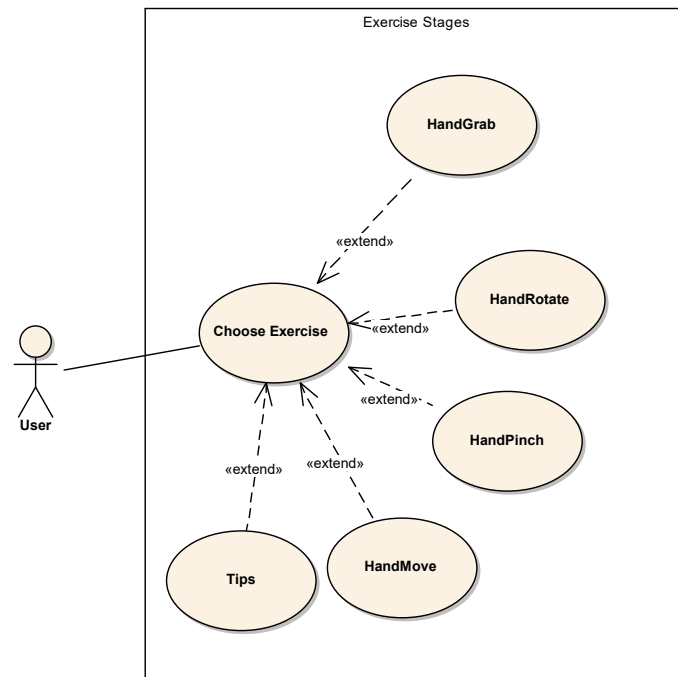 Exercise Stages
HandGrab
«extend»
HandRotate
Choose Exercise
«extend»
«extend»
User
HandPinch
«extend»
«extend»
Tips
HandMove